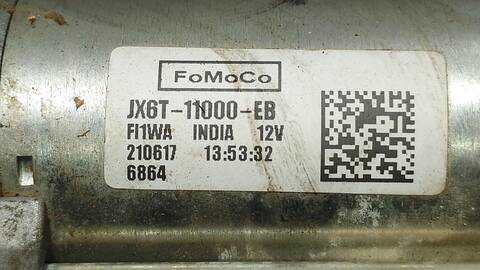 FoMoCo
JX6T-11000-EB
FI1WA INDIA 12V
210617 13:53:32
6864